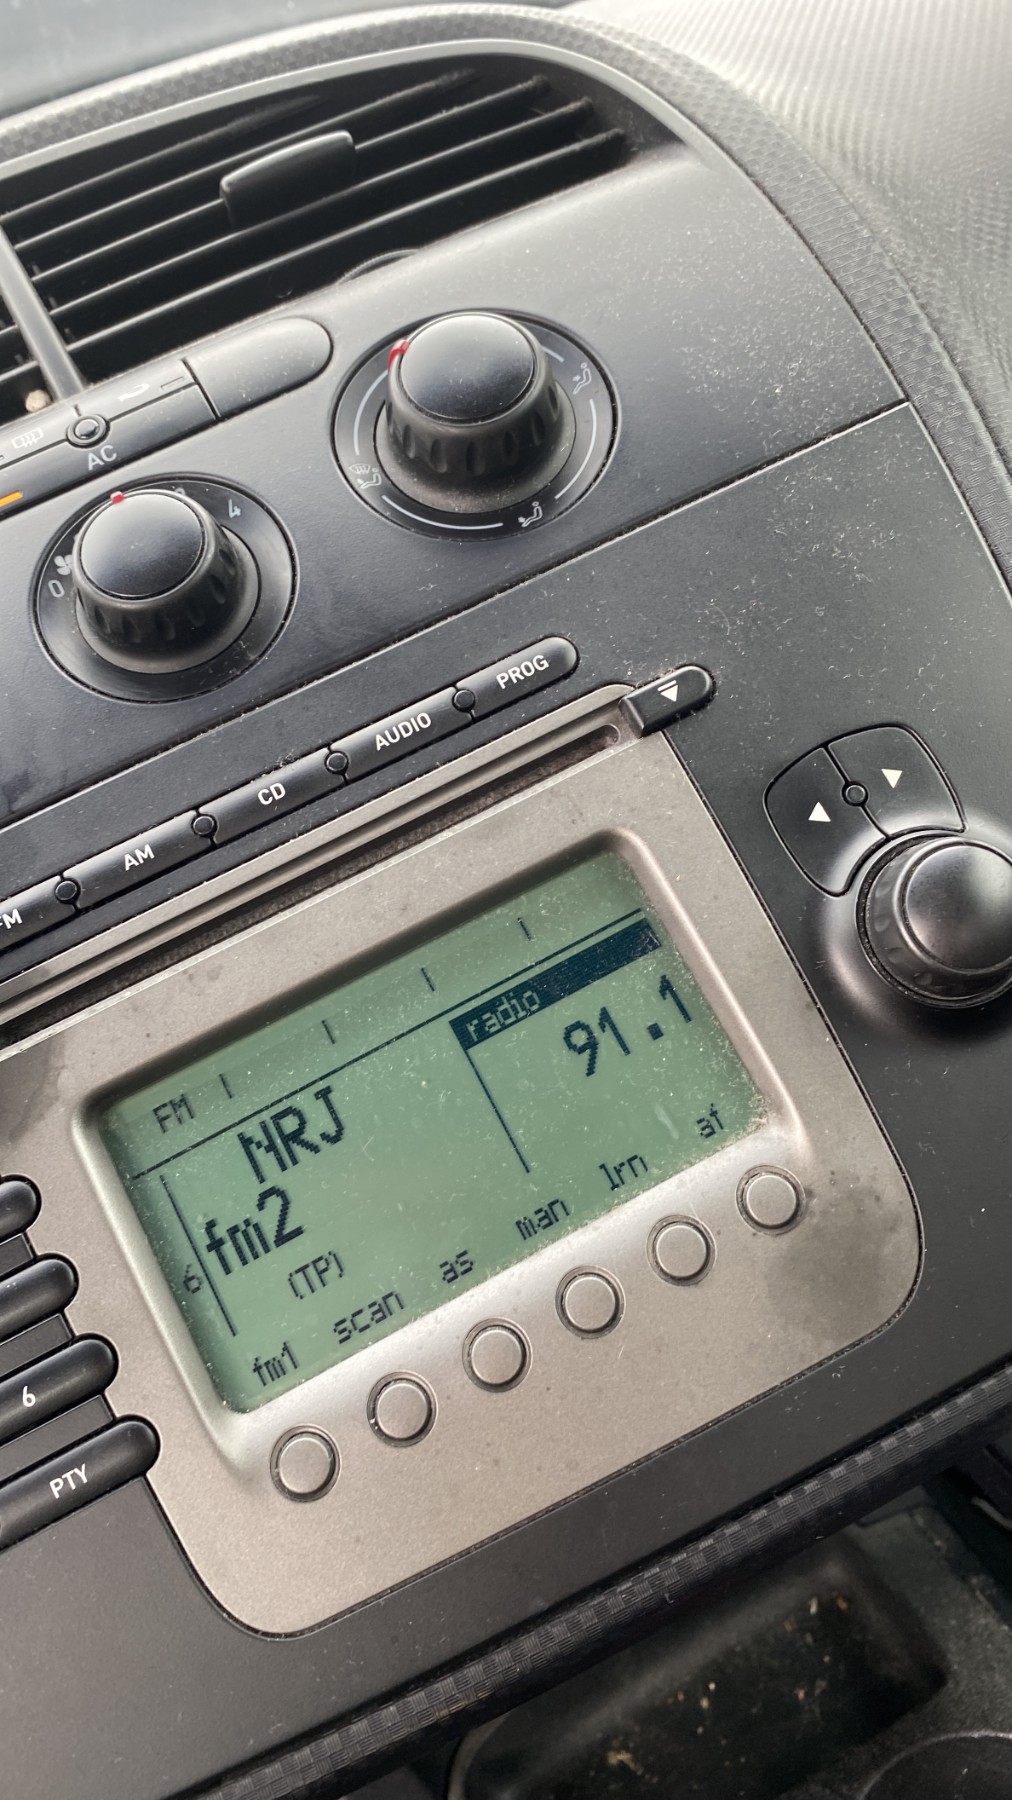 AC
0
4
PROG
AUDIO
CD
AM
FM
FM
radio
NRJ
91.1
fm2
6
(TP)
fm1 scan as man lrn af
6
PTY